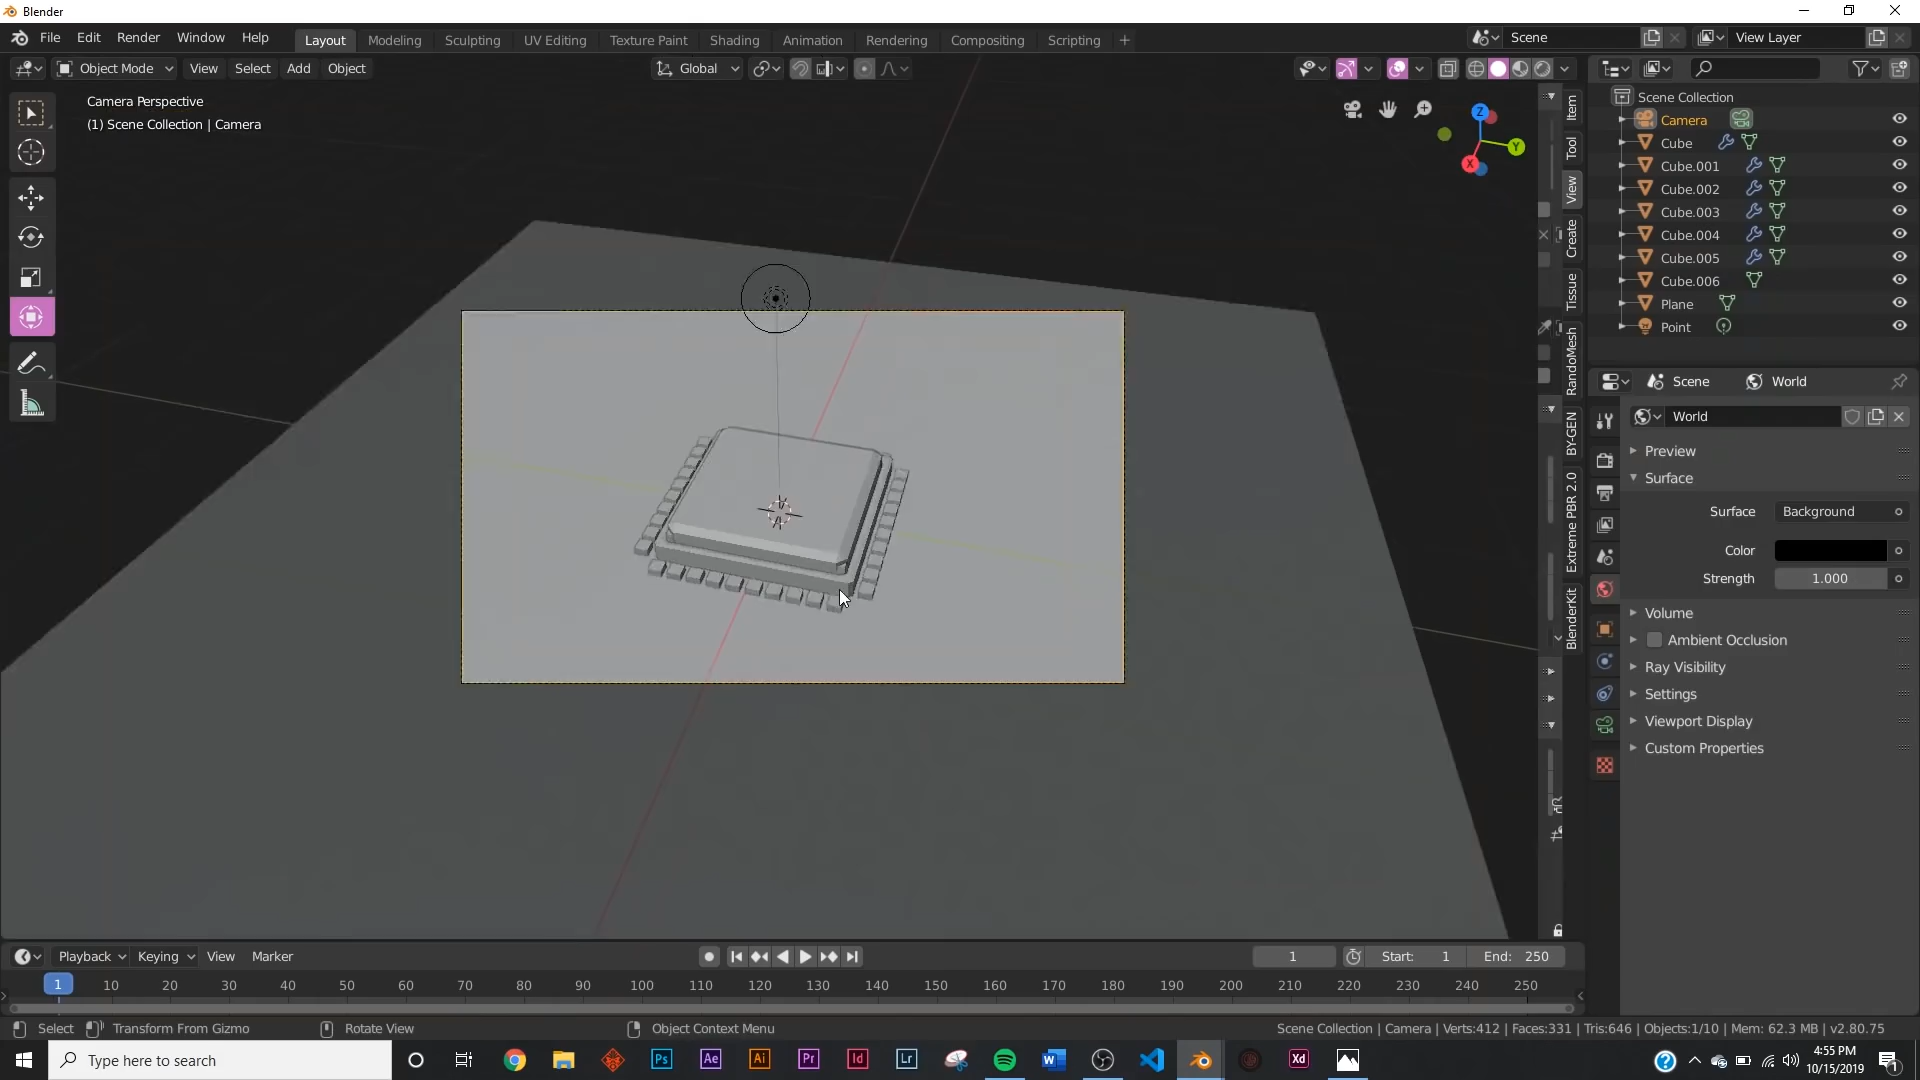 Blender
File Edit Render Window Help Layout Modeling Sculpting UV Editing Texture Paint Shading Animation Rendering Compositing Scripting + Scene View Layer
Object Mode View Select Add Object Global
Camera Perspective
(1) Scene Collection | Camera
Z
Y
X
Item
Tool
View
Create
Tissue
RandoMesh
BY-GEN
Extreme PBR 2.0
BlenderKit
Scene Collection
Camera
Cube
Cube.001
Cube.002
Cube.003
Cube.004
Cube.005
Cube.006
Plane
Point
Scene World
World
Preview
Surface
Surface Background
Color
Strength 1.000
Volume
Ambient Occlusion
Ray Visibility
Settings
Viewport Display
Custom Properties
Playback Keying View Marker 1 Start: 1 End: 250
1 10 20 30 40 50 60 70 80 90 100 110 120 130 140 150 160 170 180 190 200 210 220 230 240 250
Select Transform From Gizmo Rotate View Object Context Menu Scene Collection | Camera | Verts:412 | Faces:331 | Tris:646 | Objects:1/10 | Mem: 62.3 MB | v2.80.75
Type here to search Ps Ae Ai Pr Id Lr W Xd ? 4:55 PM
10/15/2019 1